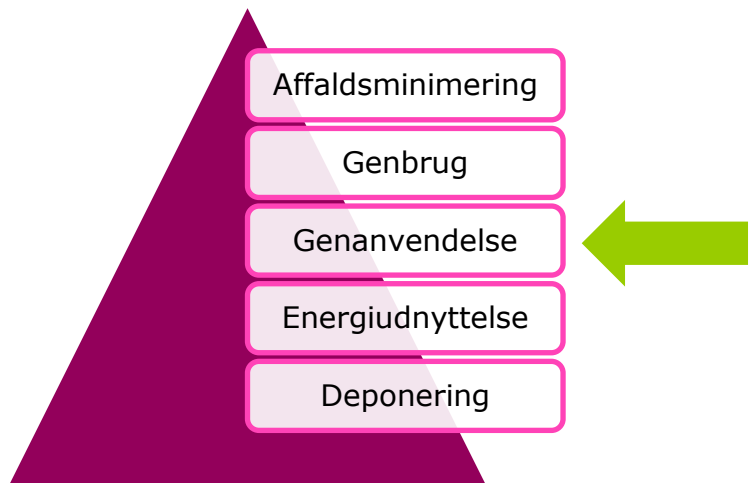 Affaldsminimering
Genbrug
Genanvendelse
Energiudnyttelse
Deponering